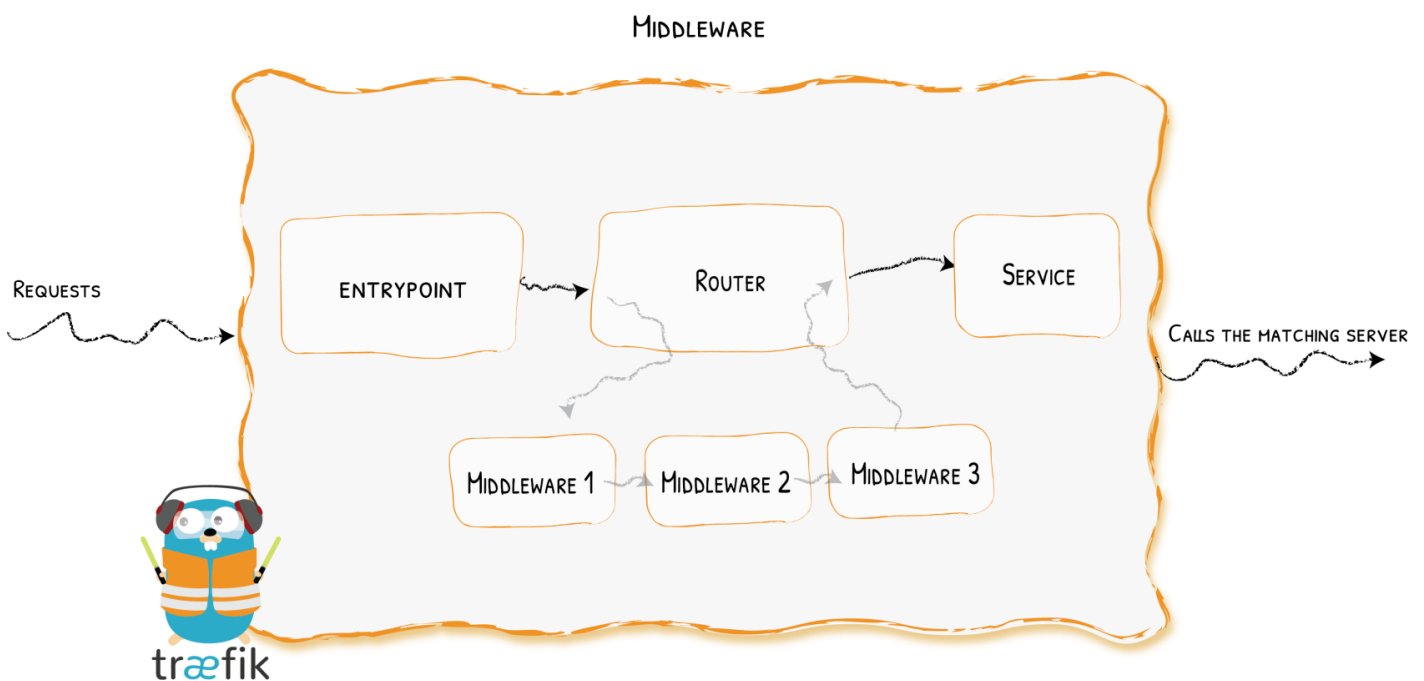 MIDDLEWARE
REQUESTS
ENTRYPOINT
ROUTER
SERVICE
CALLS THE MATCHING SERVER
MIDDLEWARE 1
MIDDLEWARE 2
MIDDLEWARE 3
træfik